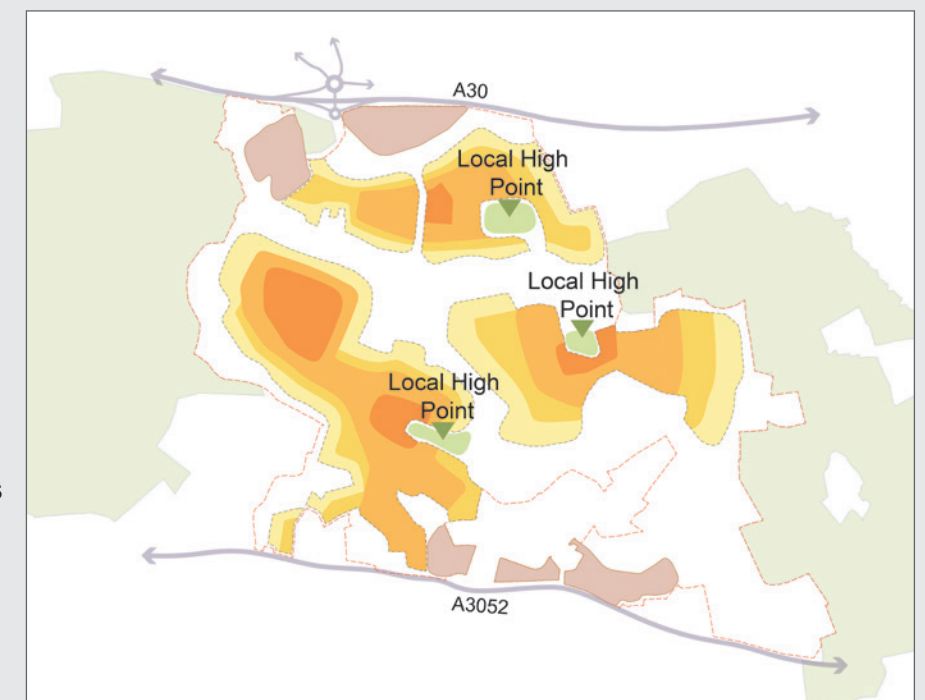 A30
Local High
Point
Local High
Point
Local High
Point
s
A3052